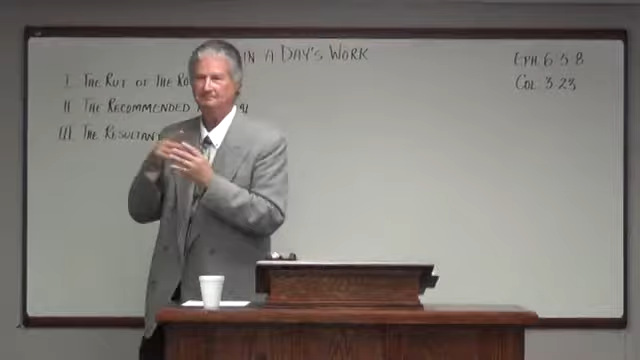 IN A DAY'S WORK
EPH. 6:5-8
COL 3:23
I. THE RUT OF THE
II THE RECOMMENDED
III THE RESULTANT